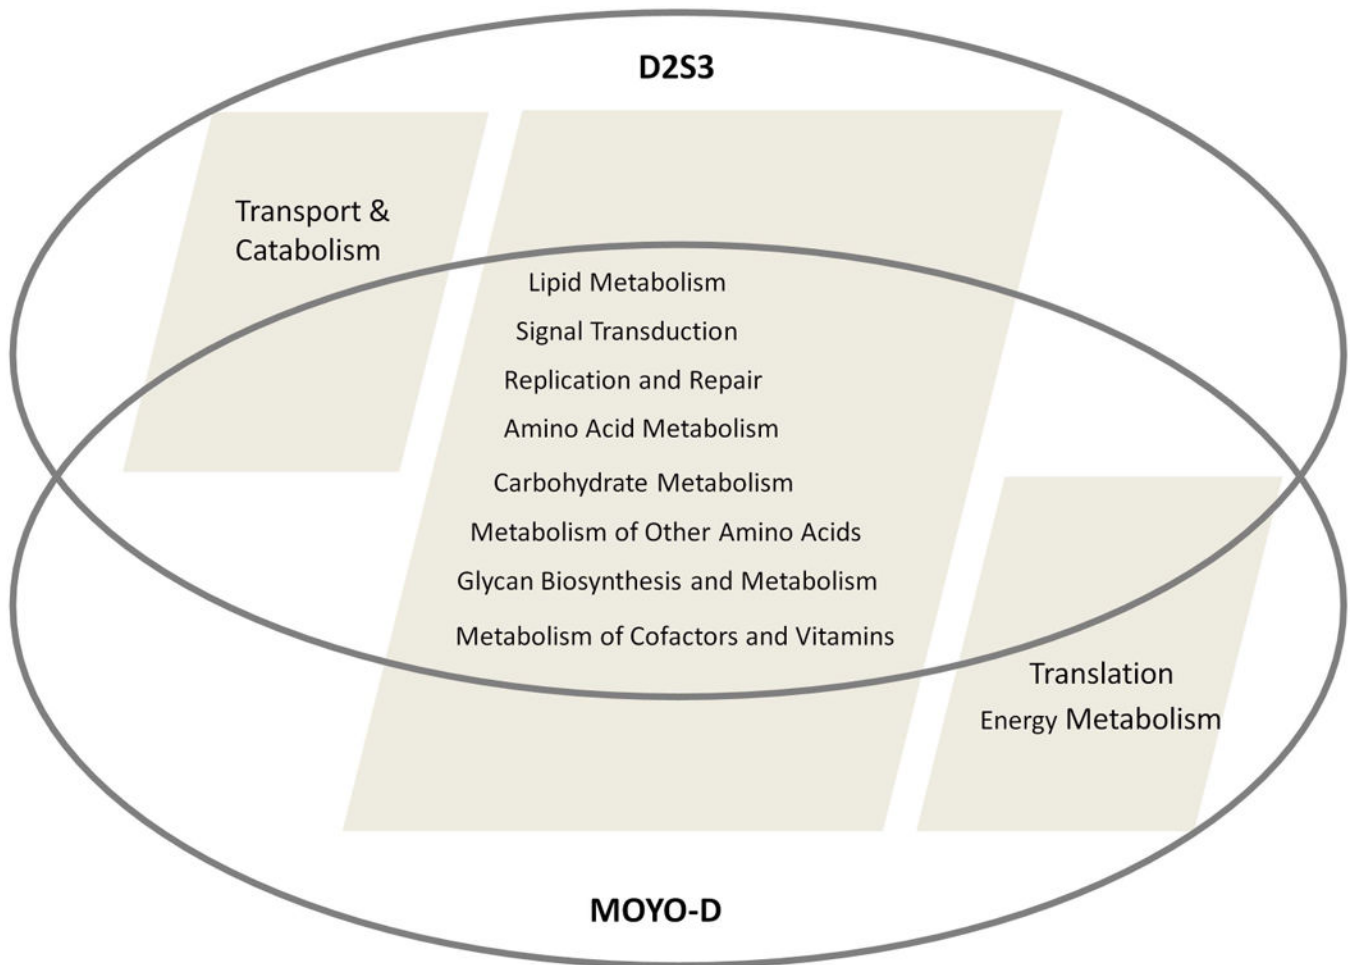 D2S3
Transport &
Catabolism
Lipid Metabolism
Signal Transduction
Replication and Repair
Amino Acid Metabolism
Carbohydrate Metabolism
Metabolism of Other Amino Acids
Glycan Biosynthesis and Metabolism
Metabolism of Cofactors and Vitamins
Translation
Energy Metabolism
MOYO-D